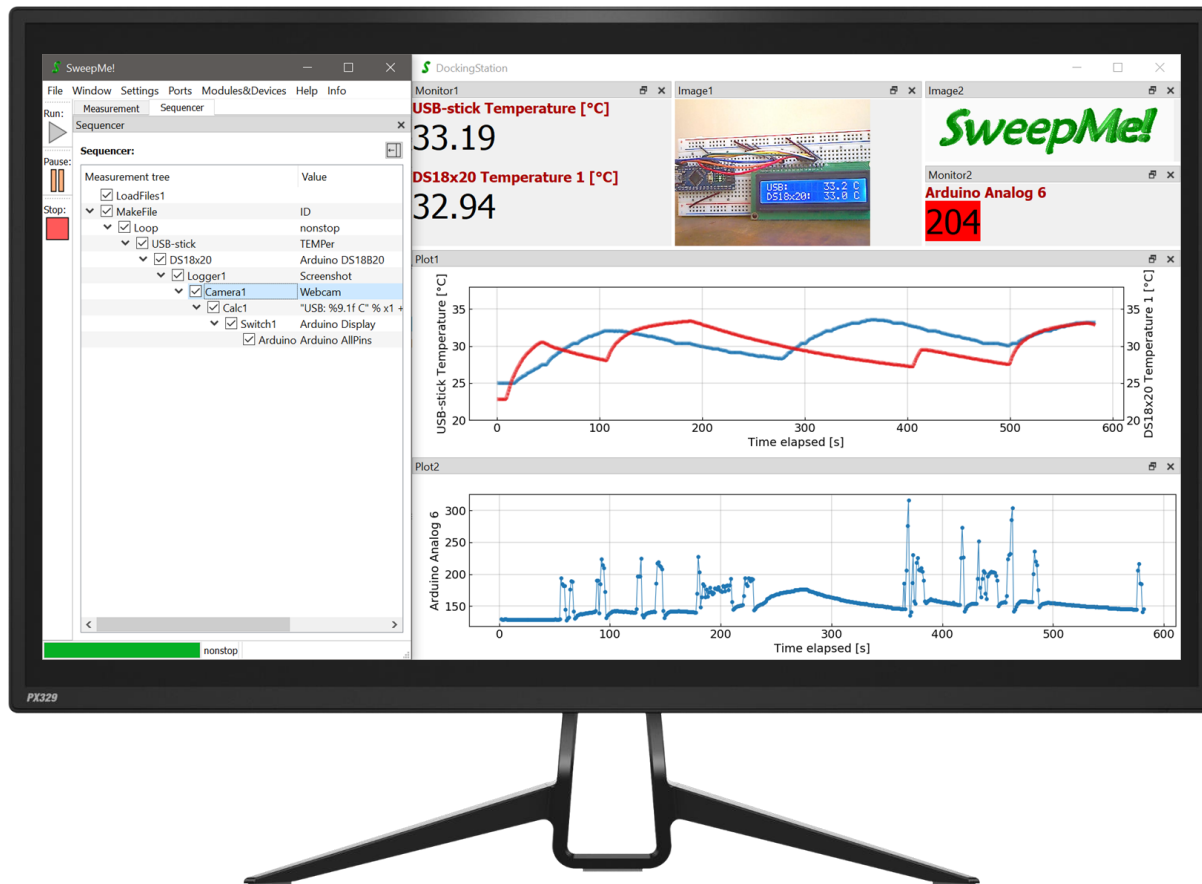 SweepMe!
File Window Settings Ports Modules&Devices Help Info
Run:
Pause:
Stop:
Measurement Sequencer
Sequencer
Sequencer:
Measurement tree Value
LoadFiles1
MakeFile ID
Loop nonstop
USB-stick TEMPer
DS18x20 Arduino DS18B20
Logger1 Screenshot
Camera1 Webcam
Calc1 "USB: %9.1f C" % x1 +
Switch1 Arduino Display
Arduino Arduino AllPins
nonstop
DockingStation
Monitor1
USB-stick Temperature [°C]
33.19
DS18x20 Temperature 1 [°C]
32.94
Image1
USB: 33.2 C
DS18x20: 33.0 C
Image2
SweepMe!
Monitor2
Arduino Analog 6
204
Plot1
USB-stick Temperature [°C]
35
30
25
20
0 100 200 300 400 500 600
Time elapsed [s]
35
30
25
20
DS18x20 Temperature 1 [°C]
Plot2
Arduino Analog 6
300
250
200
150
0 100 200 300 400 500 600
Time elapsed [s]
PX329